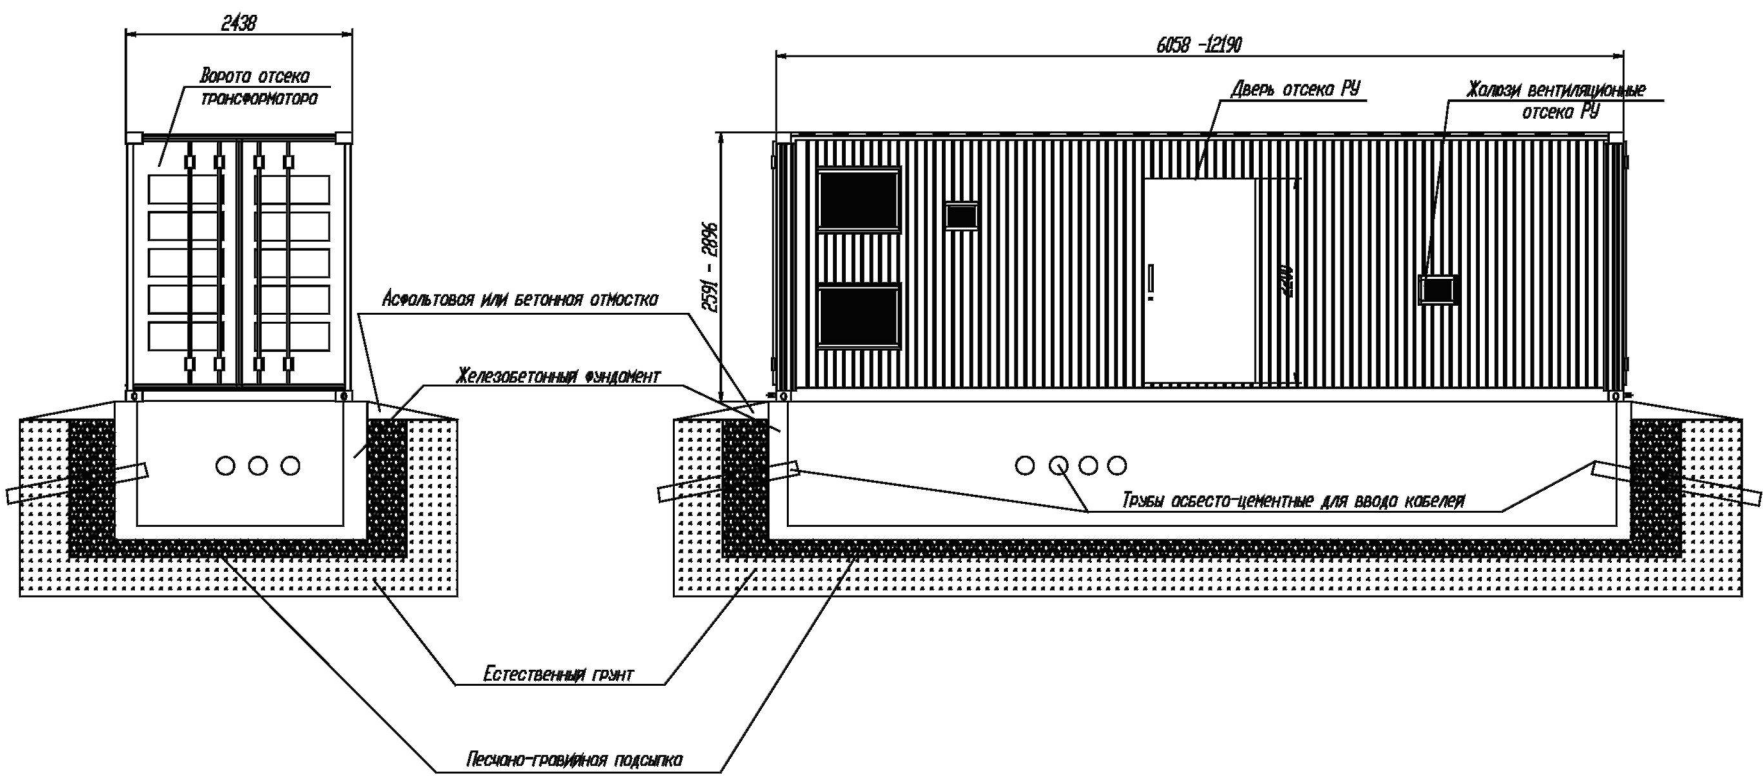 2438
6058 -12190
Ворота отсека
трансформатора
Дверь отсека РУ
Жалюзи вентиляционные
отсека РУ
2591 - 2896
2200
Асфальтовая или бетонная отмостка
Железобетонный фундамент
Трубы асбесто-цементные для ввода кабелей
Естественный грунт
Песчано-гравийная подсыпка